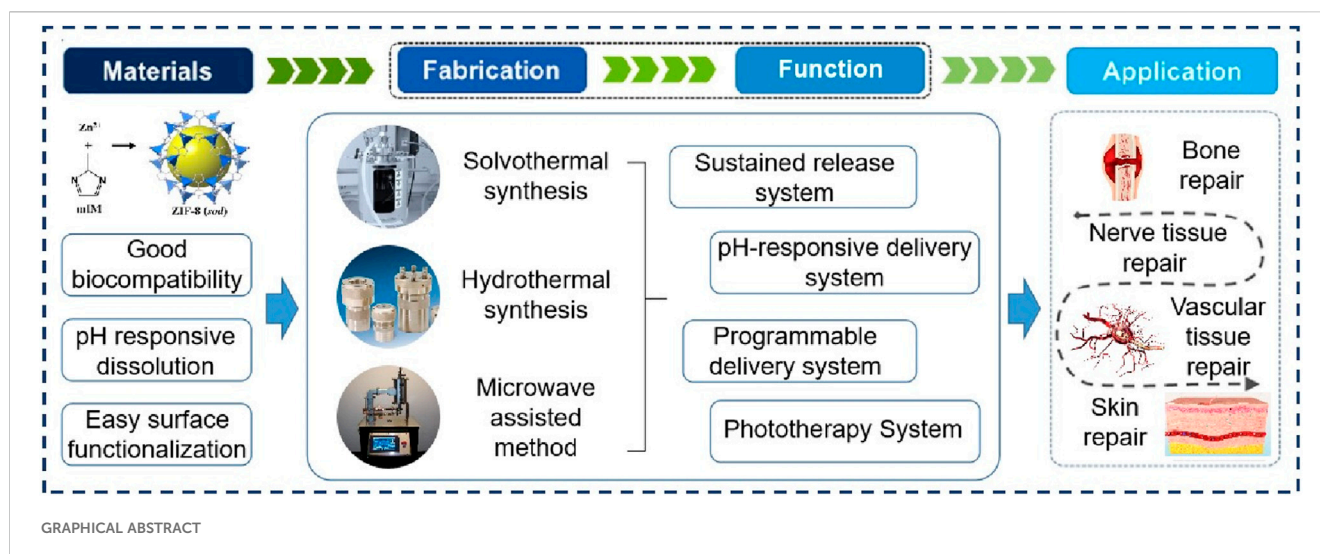 Materials
Fabrication
Function
Application
Zn²⁺
+
N
N
mIM
ZIF-8 (sod)
Good
biocompatibility
pH responsive
dissolution
Easy surface
functionalization
Solvothermal
synthesis
Hydrothermal
synthesis
Microwave
assisted
method
Sustained release
system
pH-responsive delivery
system
Programmable
delivery system
Phototherapy System
Bone
repair
Nerve tissue
repair
Vascular
tissue
repair
Skin
repair
GRAPHICAL ABSTRACT